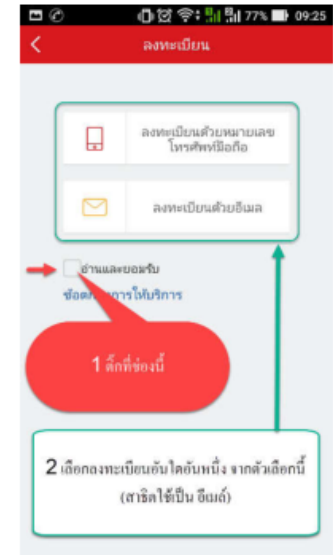 77% 09:25
ลงทะเบียน
ลงทะเบียนด้วยหมายเลข
โทรศัพท์มือถือ
ลงทะเบียนด้วยอีเมล
อ่านและยอมรับ
ข้อตกการให้บริการ
1 ติ๊กที่ช่องนี้
2 เลือกลงทะเบียนอันใดอันหนึ่ง จากตัวเลือกนี้
(สาธิตใช้เป็น อีเมล์)